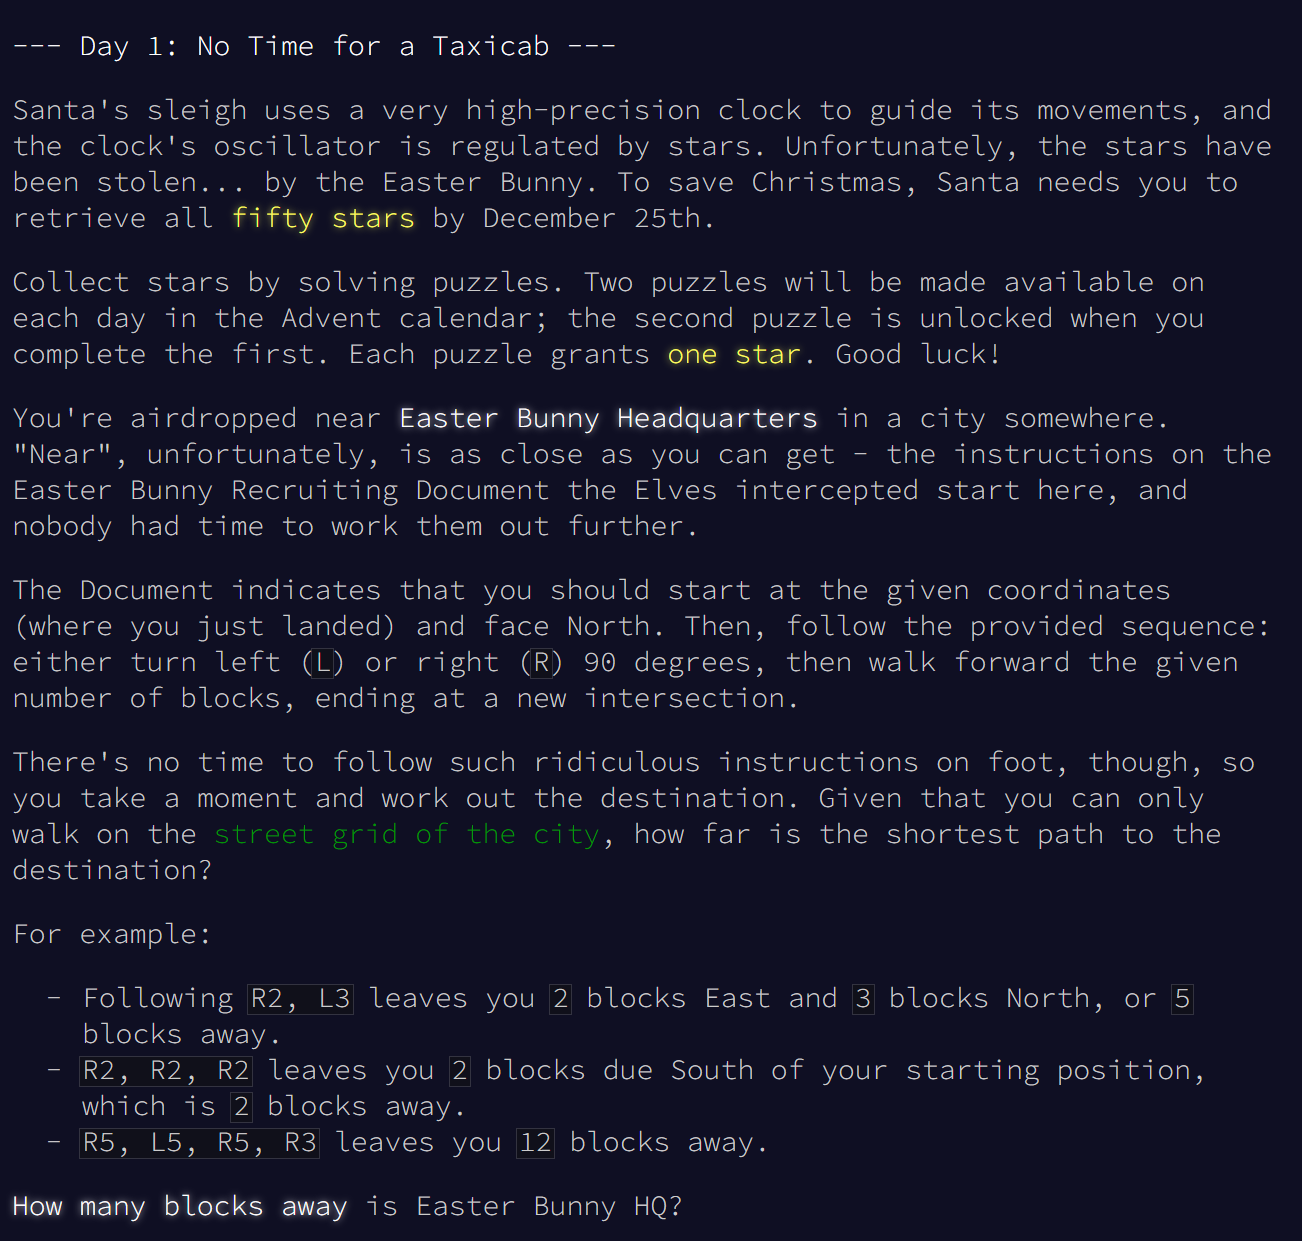 --- Day 1: No Time for a Taxicab ---
Santa's sleigh uses a very high-precision clock to guide its movements, and
the clock's oscillator is regulated by stars. Unfortunately, the stars have
been stolen... by the Easter Bunny. To save Christmas, Santa needs you to
retrieve all fifty stars by December 25th.
Collect stars by solving puzzles. Two puzzles will be made available on
each day in the Advent calendar; the second puzzle is unlocked when you
complete the first. Each puzzle grants one star. Good luck!
You're airdropped near Easter Bunny Headquarters in a city somewhere.
"Near", unfortunately, is as close as you can get - the instructions on the
Easter Bunny Recruiting Document the Elves intercepted start here, and
nobody had time to work them out further.
The Document indicates that you should start at the given coordinates
(where you just landed) and face North. Then, follow the provided sequence:
either turn left (L) or right (R) 90 degrees, then walk forward the given
number of blocks, ending at a new intersection.
There's no time to follow such ridiculous instructions on foot, though, so
you take a moment and work out the destination. Given that you can only
walk on the street grid of the city, how far is the shortest path to the
destination?
For example:
- Following R2, L3 leaves you 2 blocks East and 3 blocks North, or 5
blocks away.
- R2, R2, R2 leaves you 2 blocks due South of your starting position,
which is 2 blocks away.
- R5, L5, R5, R3 leaves you 12 blocks away.
How many blocks away is Easter Bunny HQ?